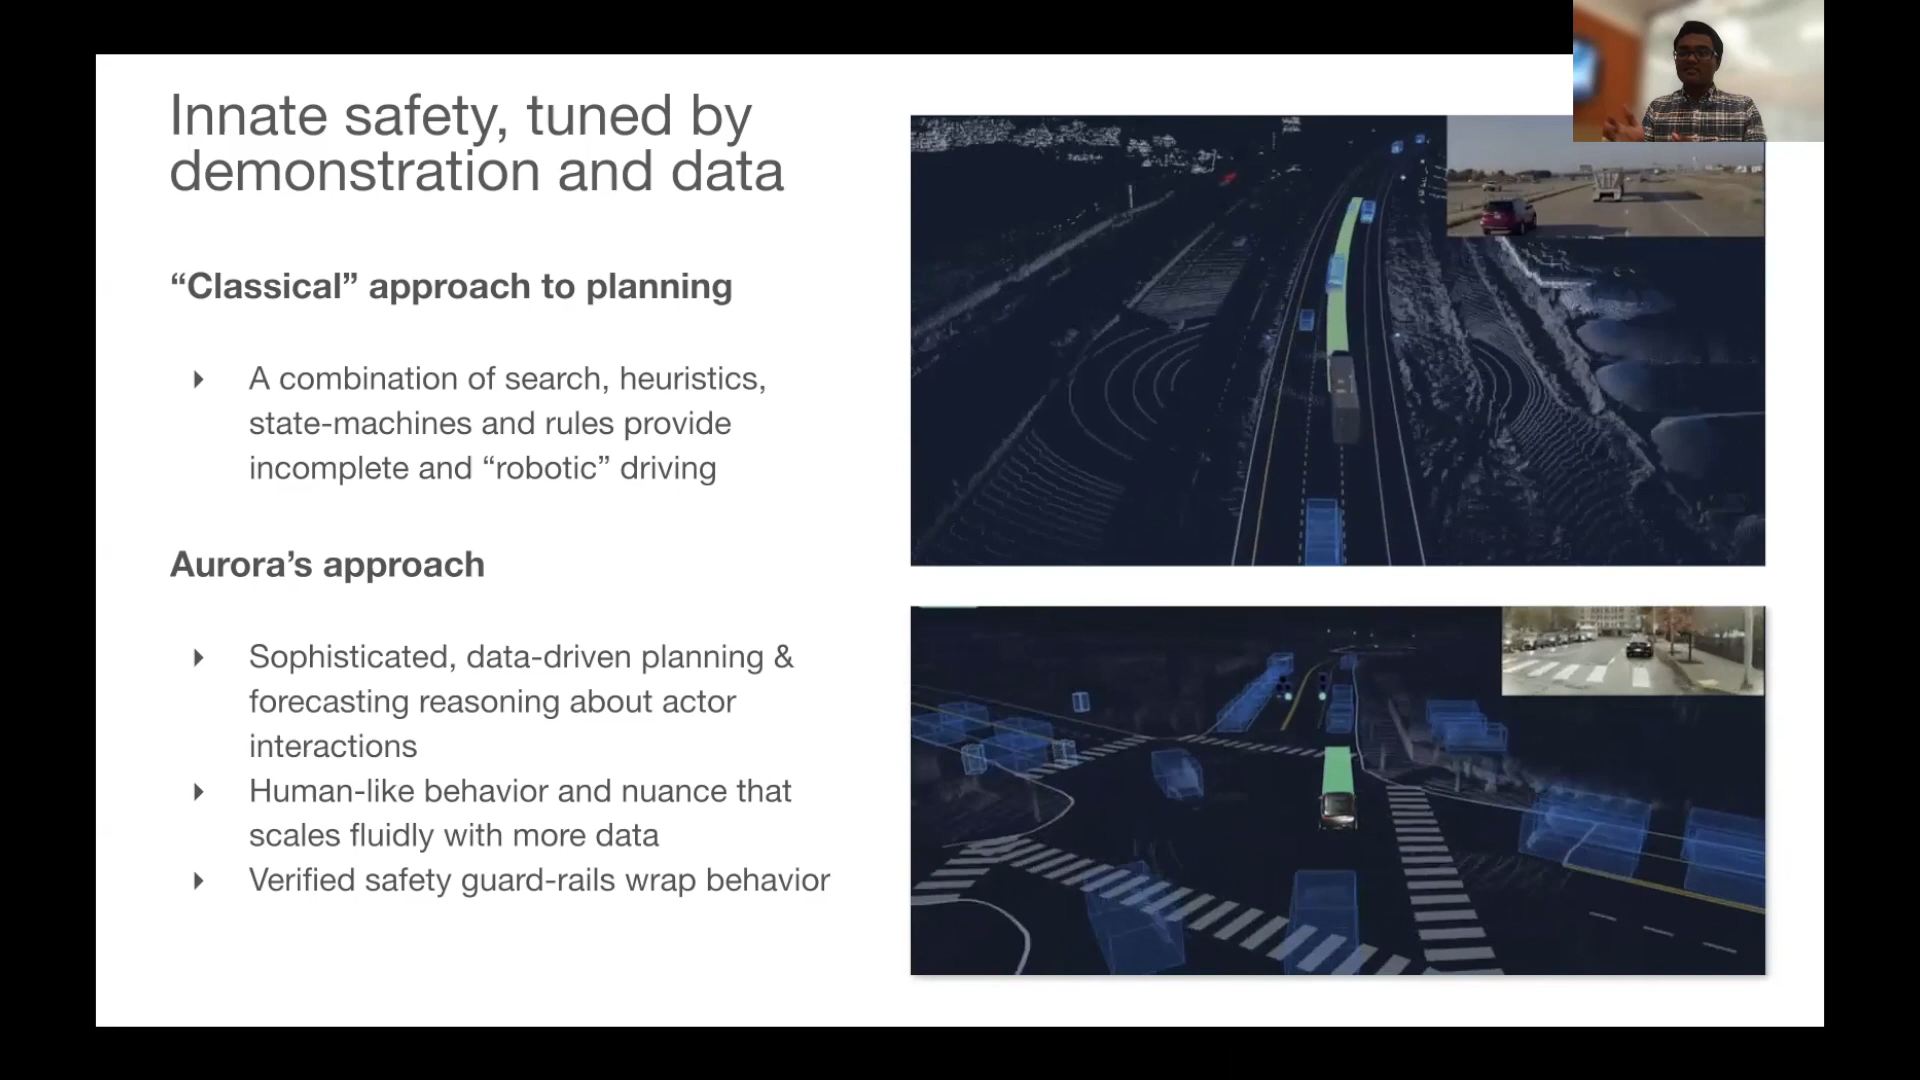 Innate safety, tuned by
demonstration and data
“Classical” approach to planning
A combination of search, heuristics,
state-machines and rules provide
incomplete and “robotic” driving
Aurora’s approach
Sophisticated, data-driven planning &
forecasting reasoning about actor
interactions
Human-like behavior and nuance that
scales fluidly with more data
Verified safety guard-rails wrap behavior